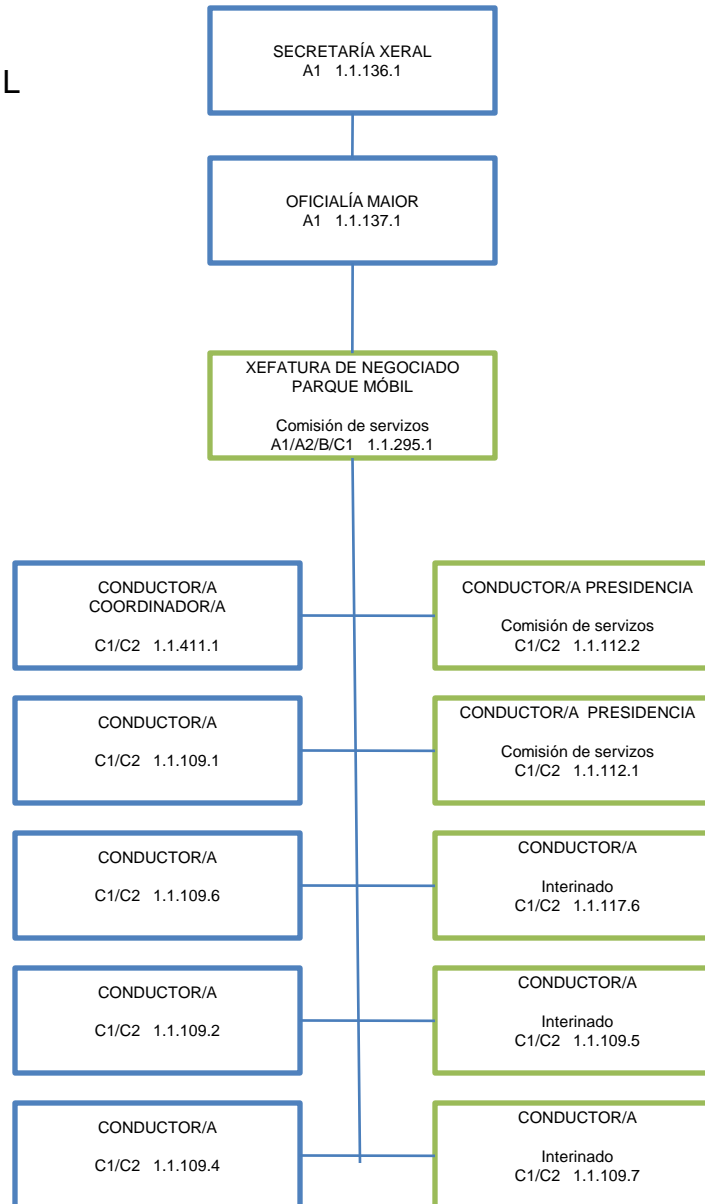 L
SECRETARÍA XERAL
A1 1.1.136.1
OFICIALÍA MAIOR
A1 1.1.137.1
XEFATURA DE NEGOCIADO
PARQUE MÓBIL
Comisión de servizos
A1/A2/B/C1 1.1.295.1
CONDUCTOR/A
COORDINADOR/A
C1/C2 1.1.411.1
CONDUCTOR/A PRESIDENCIA
Comisión de servizos
C1/C2 1.1.112.2
CONDUCTOR/A
C1/C2 1.1.109.1
CONDUCTOR/A PRESIDENCIA
Comisión de servizos
C1/C2 1.1.112.1
CONDUCTOR/A
C1/C2 1.1.109.6
CONDUCTOR/A
Interinado
C1/C2 1.1.117.6
CONDUCTOR/A
C1/C2 1.1.109.2
CONDUCTOR/A
Interinado
C1/C2 1.1.109.5
CONDUCTOR/A
C1/C2 1.1.109.4
CONDUCTOR/A
Interinado
C1/C2 1.1.109.7